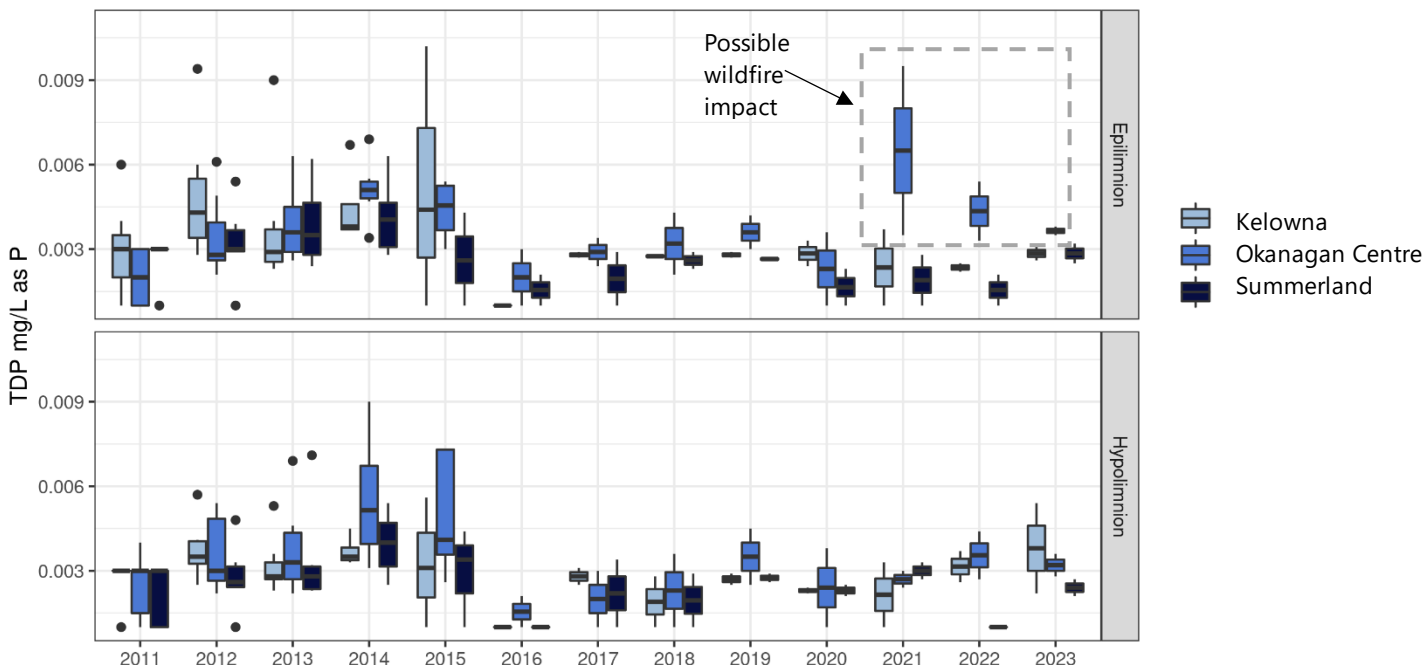 TDP mg/L as P
0.009
0.006
0.003
Possible
wildfire
impact
Epilimnion
0.009
0.006
0.003
Hypolimnion
2011 2012 2013 2014 2015 2016 2017 2018 2019 2020 2021 2022 2023
Kelowna
Okanagan Centre
Summerland